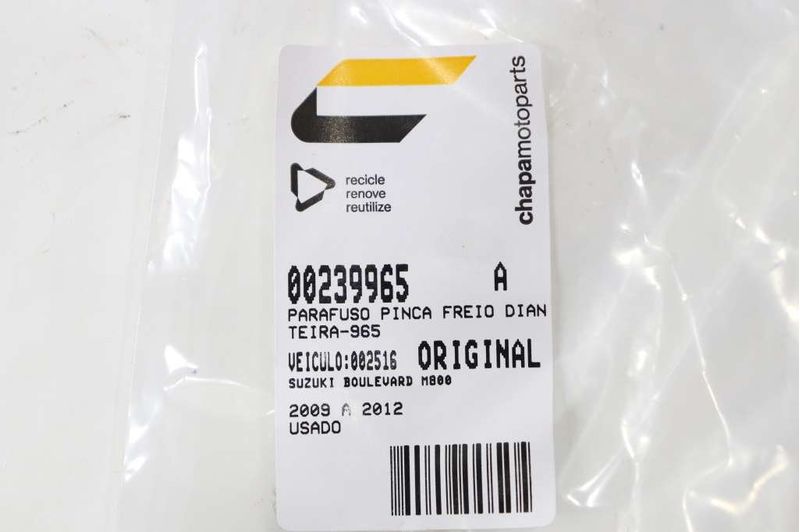 chapamotoparts
recicle
renove
reutilize
00239965 A
PARAFUSO PINCA FREIO DIAN
TEIRA-965
VEICULO:002516 ORIGINAL
SUZUKI BOULEVARD M800
2009 A 2012
USADO